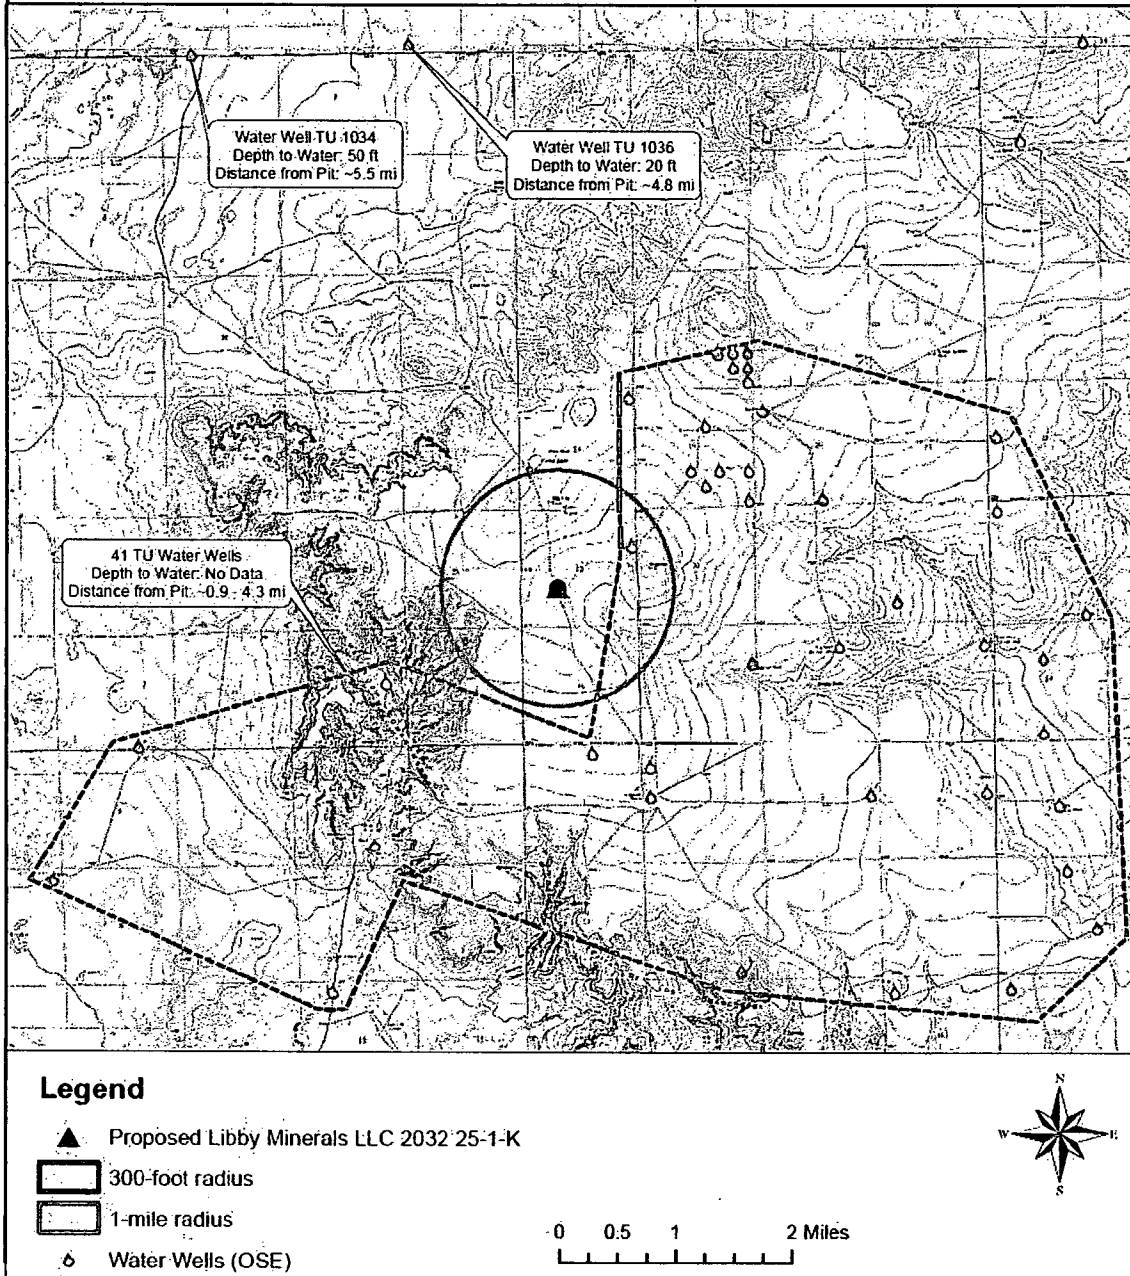 Water Well TU 1034
Depth to Water: 50 ft
Distance from Pit: ~5.5 mi
Water Well TU 1036
Depth to Water: 20 ft
Distance from Pit: ~4.8 mi
41 TU Water Wells
Depth to Water: No Data
Distance from Pit: ~0.9 - 4.3 mi
Legend
Proposed Libby Minerals LLC 2032 25-1-K
300-foot radius
1-mile radius
Water Wells (OSE)
N
W
E
S
0 0.5 1 2 Miles